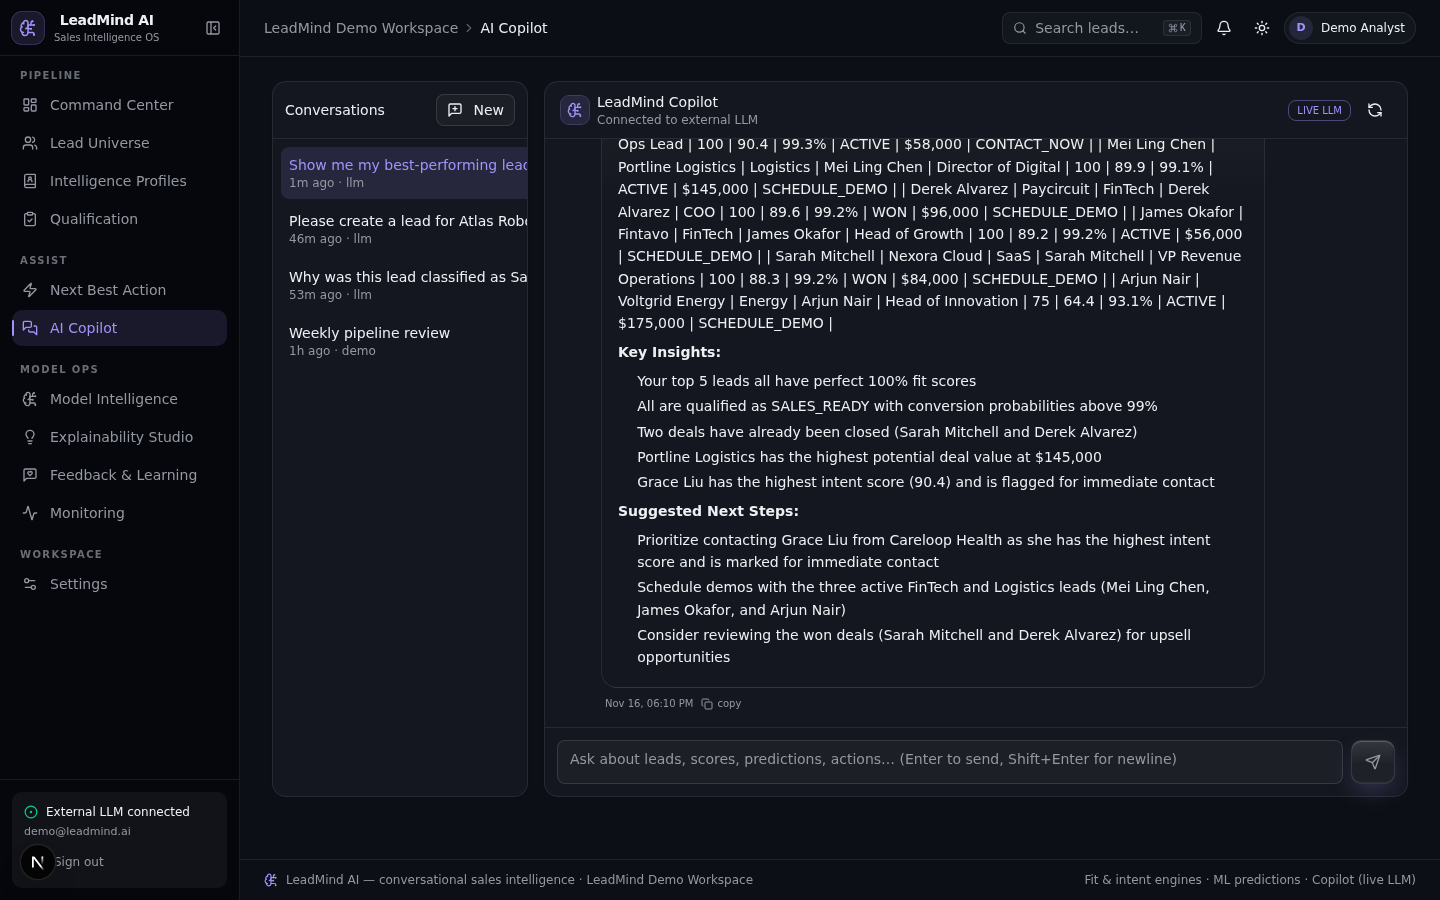 LeadMind AI
Sales Intelligence OS
PIPELINE
Command Center
Lead Universe
Intelligence Profiles
Qualification
ASSIST
Next Best Action
AI Copilot
MODEL OPS
Model Intelligence
Explainability Studio
Feedback & Learning
Monitoring
WORKSPACE
Settings
External LLM connected
demo@leadmind.ai
N
Sign out
LeadMind Demo Workspace > AI Copilot
Search leads... ⌘K
D Demo Analyst
Conversations
New
Show me my best-performing lead
1m ago · llm
Please create a lead for Atlas Robo
46m ago · llm
Why was this lead classified as Sa
53m ago · llm
Weekly pipeline review
1h ago · demo
LeadMind Copilot
Connected to external LLM
LIVE LLM
Ops Lead | 100 | 90.4 | 99.3% | ACTIVE | $58,000 | CONTACT_NOW | | Mei Ling Chen |
Portline Logistics | Logistics | Mei Ling Chen | Director of Digital | 100 | 89.9 | 99.1% |
ACTIVE | $145,000 | SCHEDULE_DEMO | | Derek Alvarez | Paycircuit | FinTech | Derek
Alvarez | COO | 100 | 89.6 | 99.2% | WON | $96,000 | SCHEDULE_DEMO | | James Okafor |
Fintavo | FinTech | James Okafor | Head of Growth | 100 | 89.2 | 99.2% | ACTIVE | $56,000
| SCHEDULE_DEMO | | Sarah Mitchell | Nexora Cloud | SaaS | Sarah Mitchell | VP Revenue
Operations | 100 | 88.3 | 99.2% | WON | $84,000 | SCHEDULE_DEMO | | Arjun Nair |
Voltgrid Energy | Energy | Arjun Nair | Head of Innovation | 75 | 64.4 | 93.1% | ACTIVE |
$175,000 | SCHEDULE_DEMO |
Key Insights:
Your top 5 leads all have perfect 100% fit scores
All are qualified as SALES_READY with conversion probabilities above 99%
Two deals have already been closed (Sarah Mitchell and Derek Alvarez)
Portline Logistics has the highest potential deal value at $145,000
Grace Liu has the highest intent score (90.4) and is flagged for immediate contact
Suggested Next Steps:
Prioritize contacting Grace Liu from Careloop Health as she has the highest intent
score and is marked for immediate contact
Schedule demos with the three active FinTech and Logistics leads (Mei Ling Chen,
James Okafor, and Arjun Nair)
Consider reviewing the won deals (Sarah Mitchell and Derek Alvarez) for upsell
opportunities
Nov 16, 06:10 PM copy
Ask about leads, scores, predictions, actions... (Enter to send, Shift+Enter for newline)
LeadMind AI — conversational sales intelligence · LeadMind Demo Workspace
Fit & intent engines · ML predictions · Copilot (live LLM)